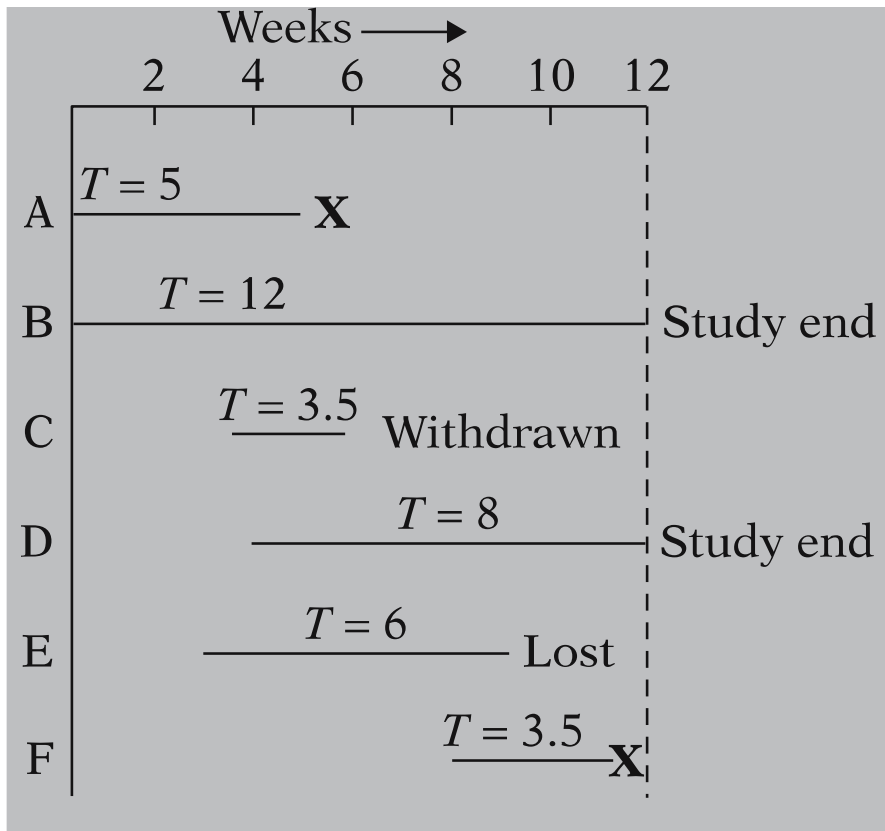 Weeks
2 4 6 8 10 12
T = 5
A X
T = 12
B Study end
T = 3.5
C Withdrawn
T = 8
D Study end
T = 6
E Lost
T = 3.5
F X